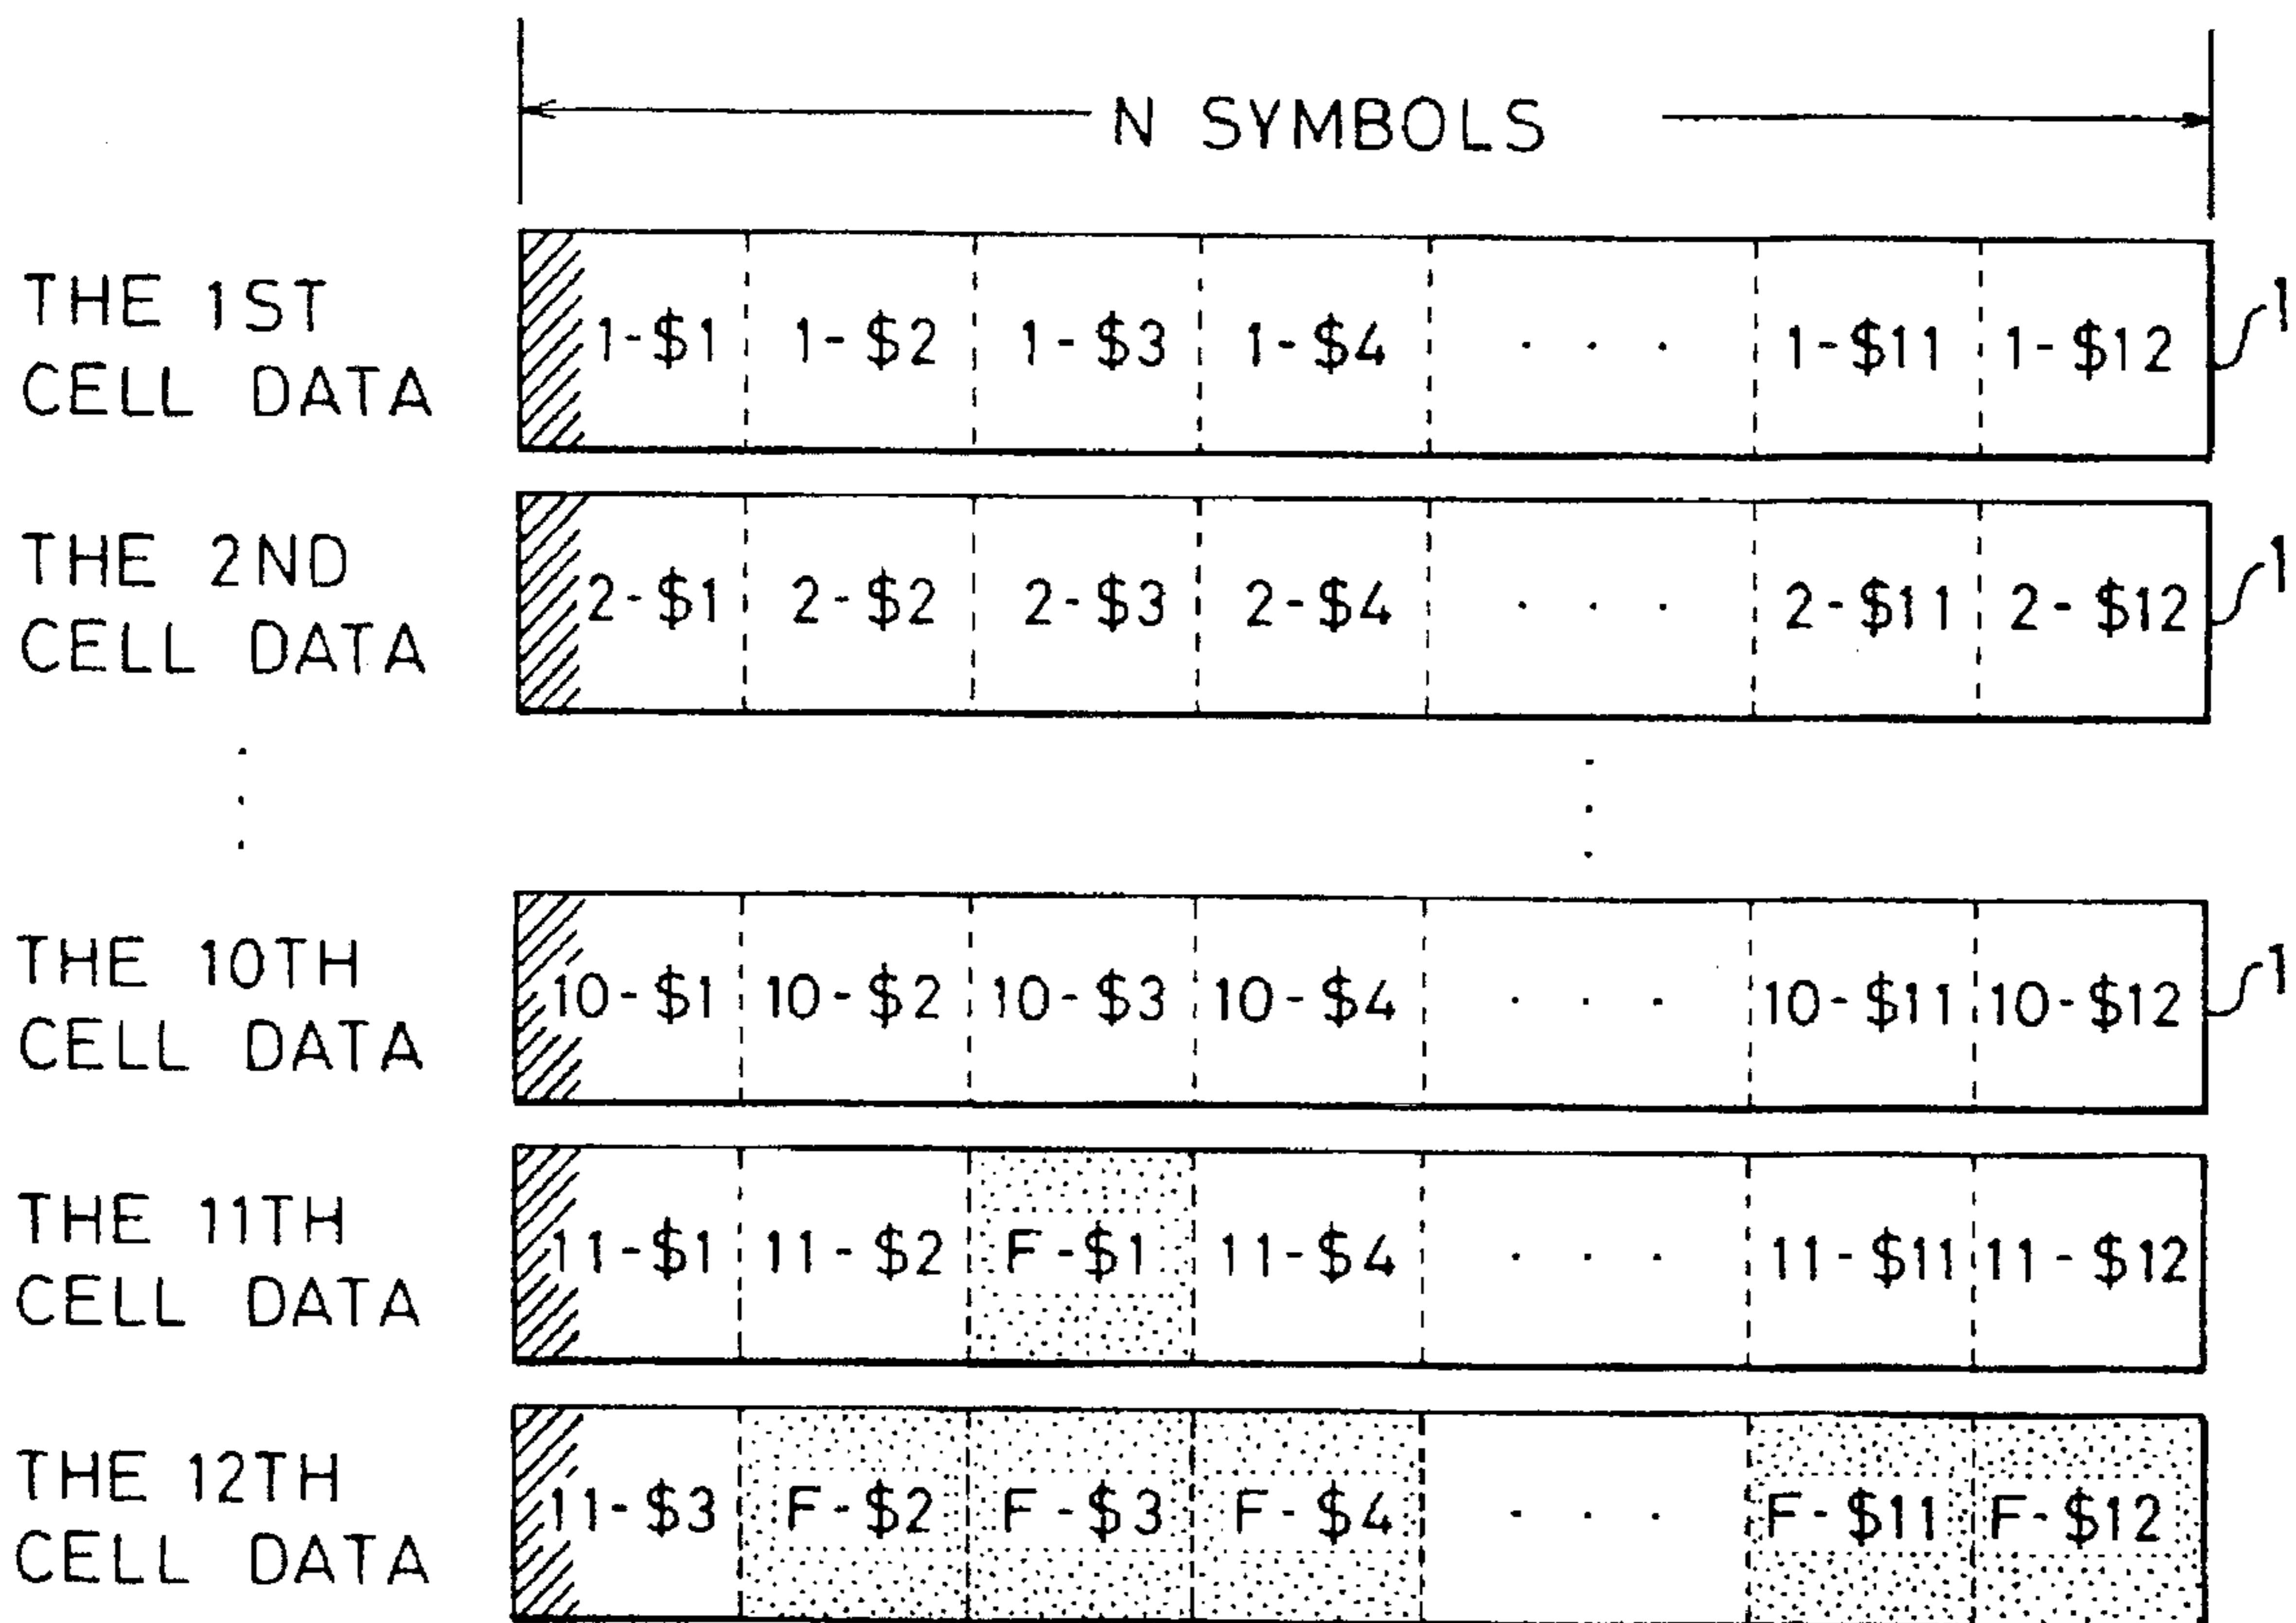 N SYMBOLS
THE 1ST
CELL DATA
1-$1 1-$2 1-$3 1-$4 . . . 1-$11 1-$12
1
THE 2ND
CELL DATA
2-$1 2-$2 2-$3 2-$4 . . . 2-$11 2-$12
1
THE 10TH
CELL DATA
10-$1 10-$2 10-$3 10-$4 . . . 10-$11 10-$12
1
THE 11TH
CELL DATA
11-$1 11-$2 F-$1 11-$4 . . . 11-$11 11-$12
THE 12TH
CELL DATA
11-$3 F-$2 F-$3 F-$4 . . . F-$11 F-$12